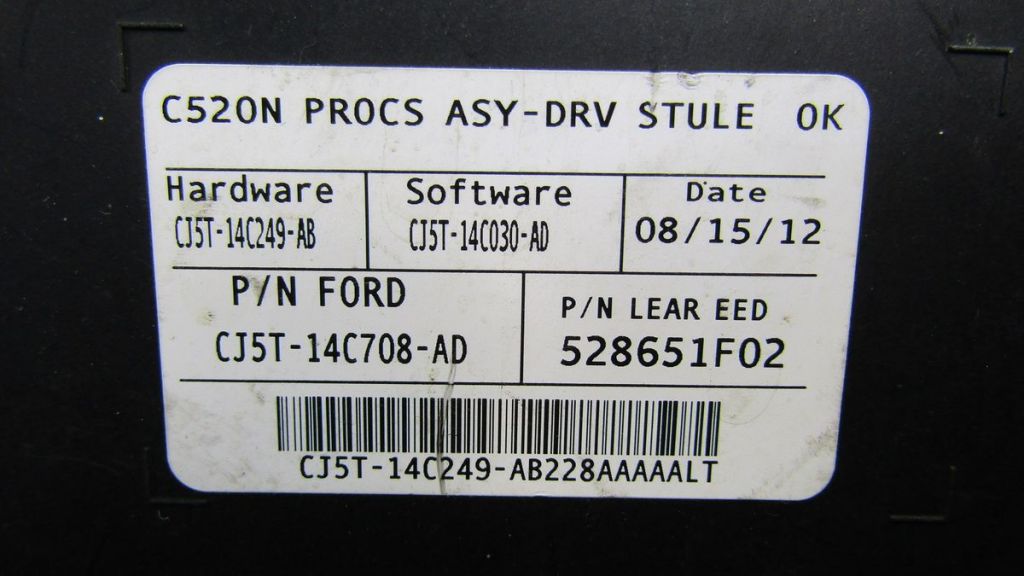 C520N PROCS ASY-DRV STULE OK
Hardware Software Date
CJ5T-14C249-AB CJ5T-14C030-AD 08/15/12
P/N FORD P/N LEAR EED
CJ5T-14C708-AD 528651F02
CJ5T-14C249-AB228AAAAALT